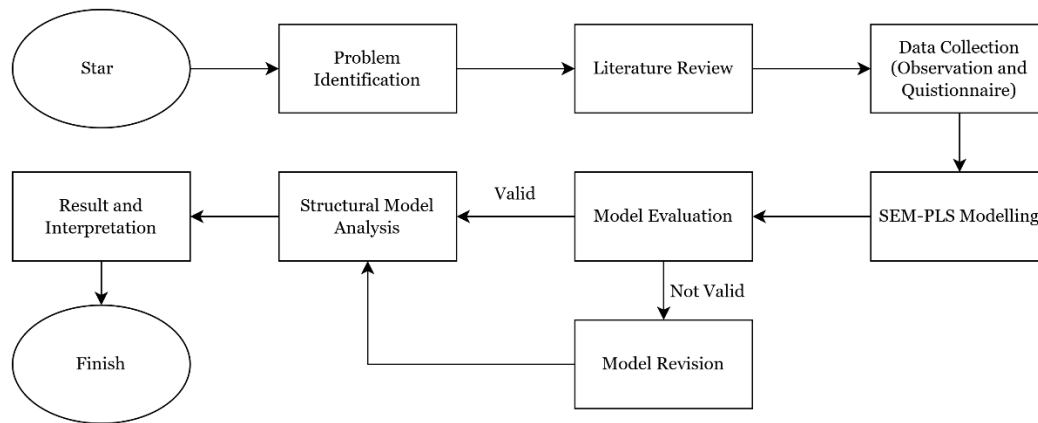 Star
Problem
Identification
Literature Review
Data Collection
(Observation and
Quistionnaire)
SEM-PLS Modelling
Model Evaluation
Valid
Structural Model
Analysis
Result and
Interpretation
Not Valid
Model Revision
Finish